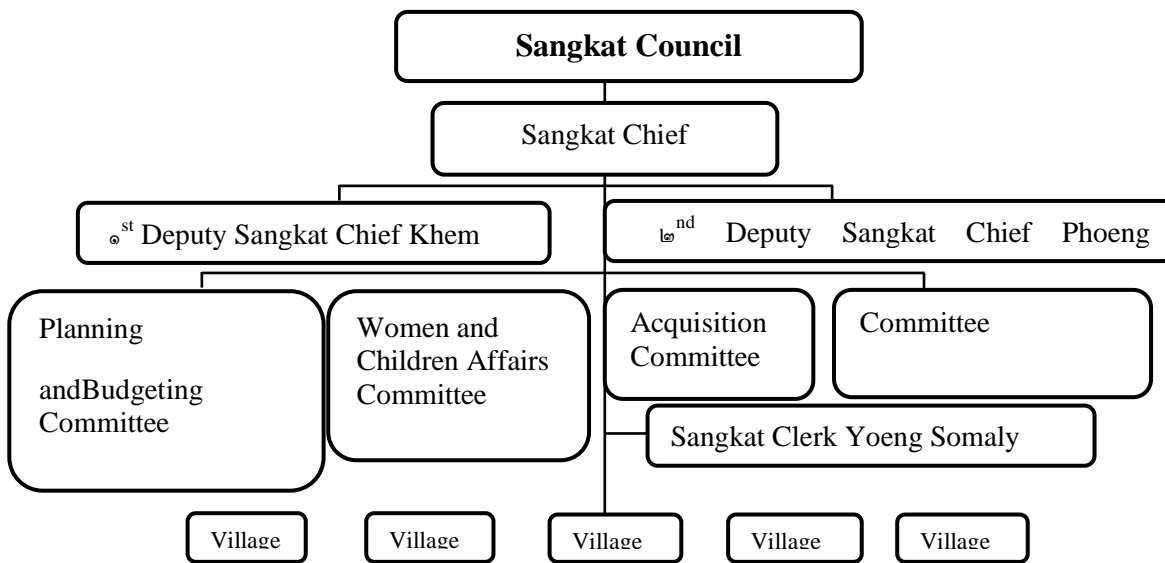 Sangkat Council
Sangkat Chief
១st Deputy Sangkat Chief Khem
២nd Deputy Sangkat Chief Phoeng
Planning
andBudgeting
Committee
Women and
Children Affairs
Committee
Acquisition
Committee
Committee
Sangkat Clerk Yoeng Somaly
Village
Village
Village
Village
Village